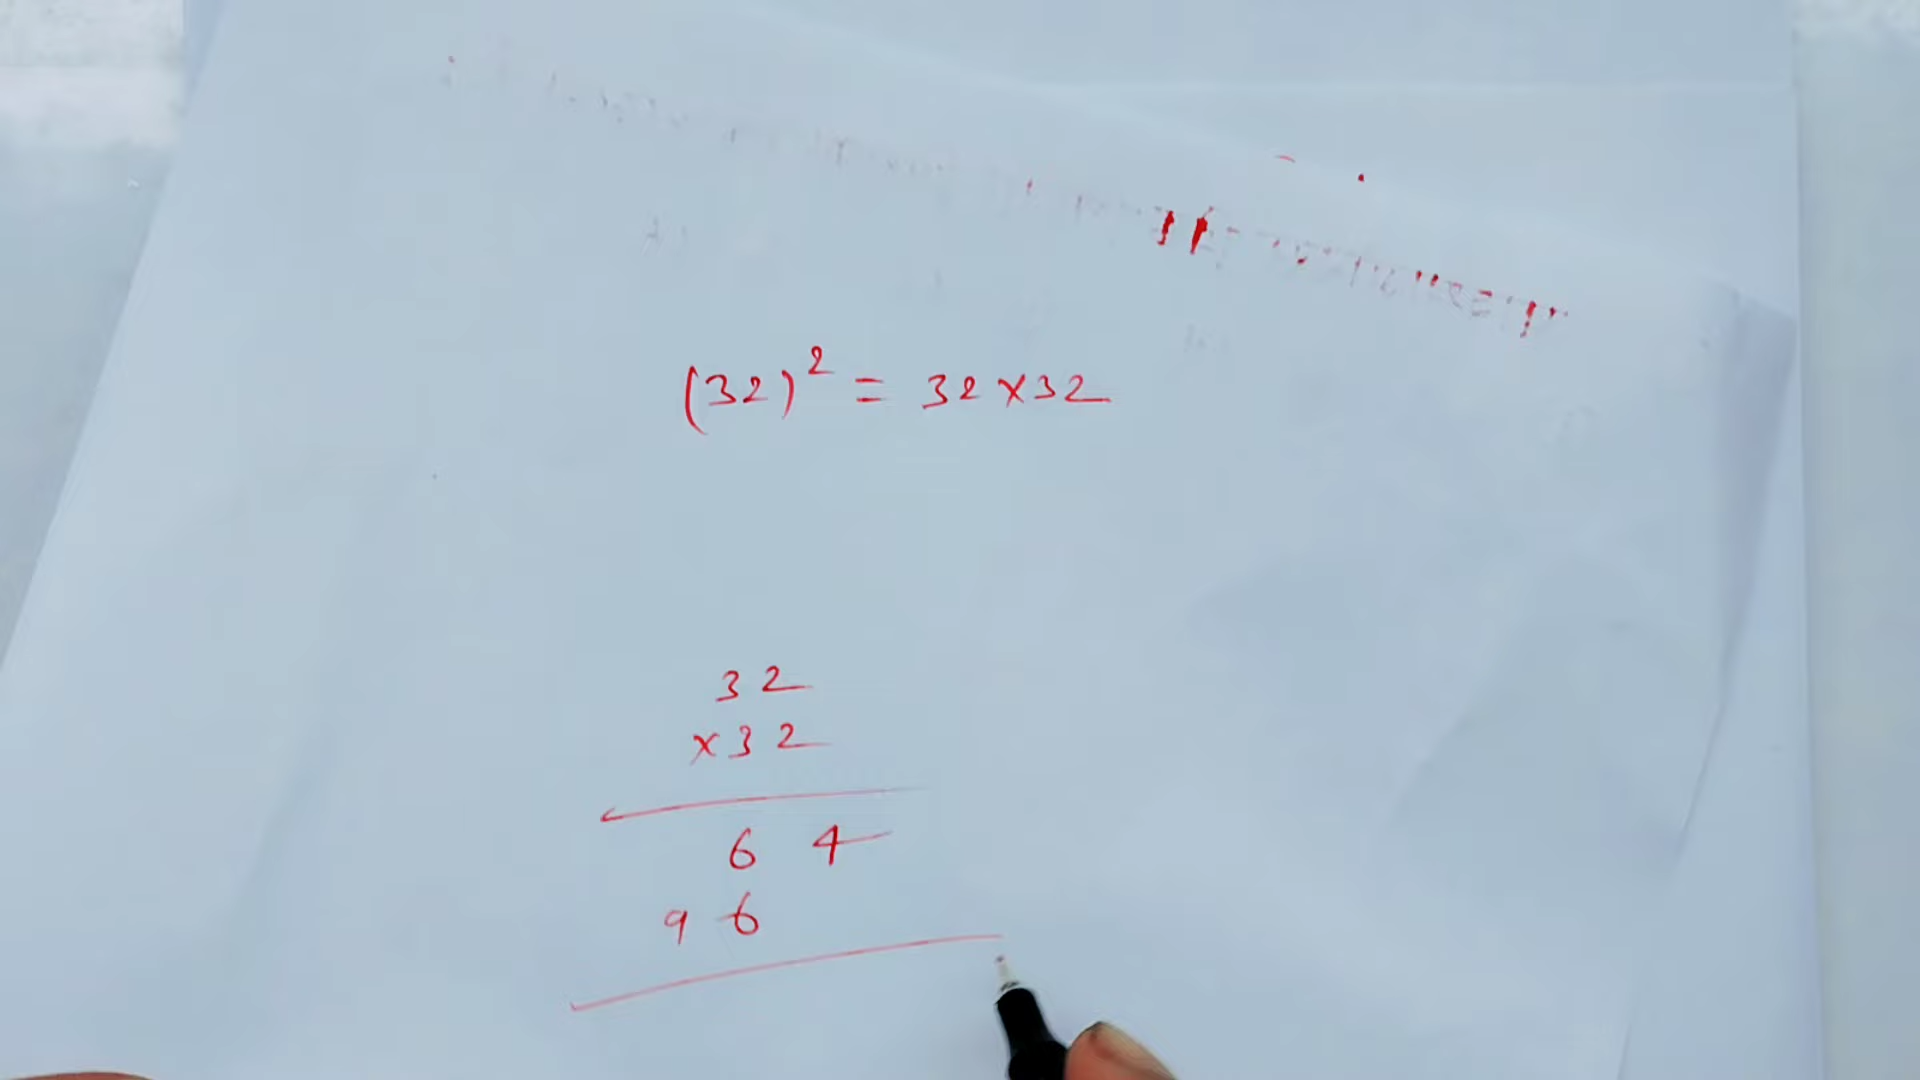 (32)² = 32×32
32
×32
64
96